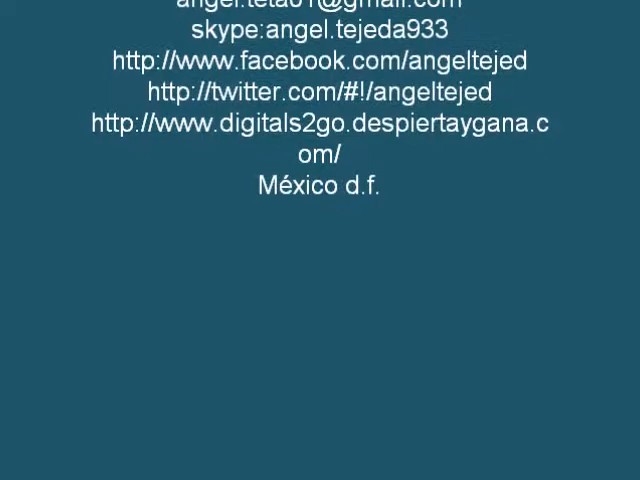 skype:angel.tejeda933
http://www.facebook.com/angeltejed
http://twitter.com/#!/angeltejed
http://www.digitals2go.despiertaygana.c
om/
México d.f.